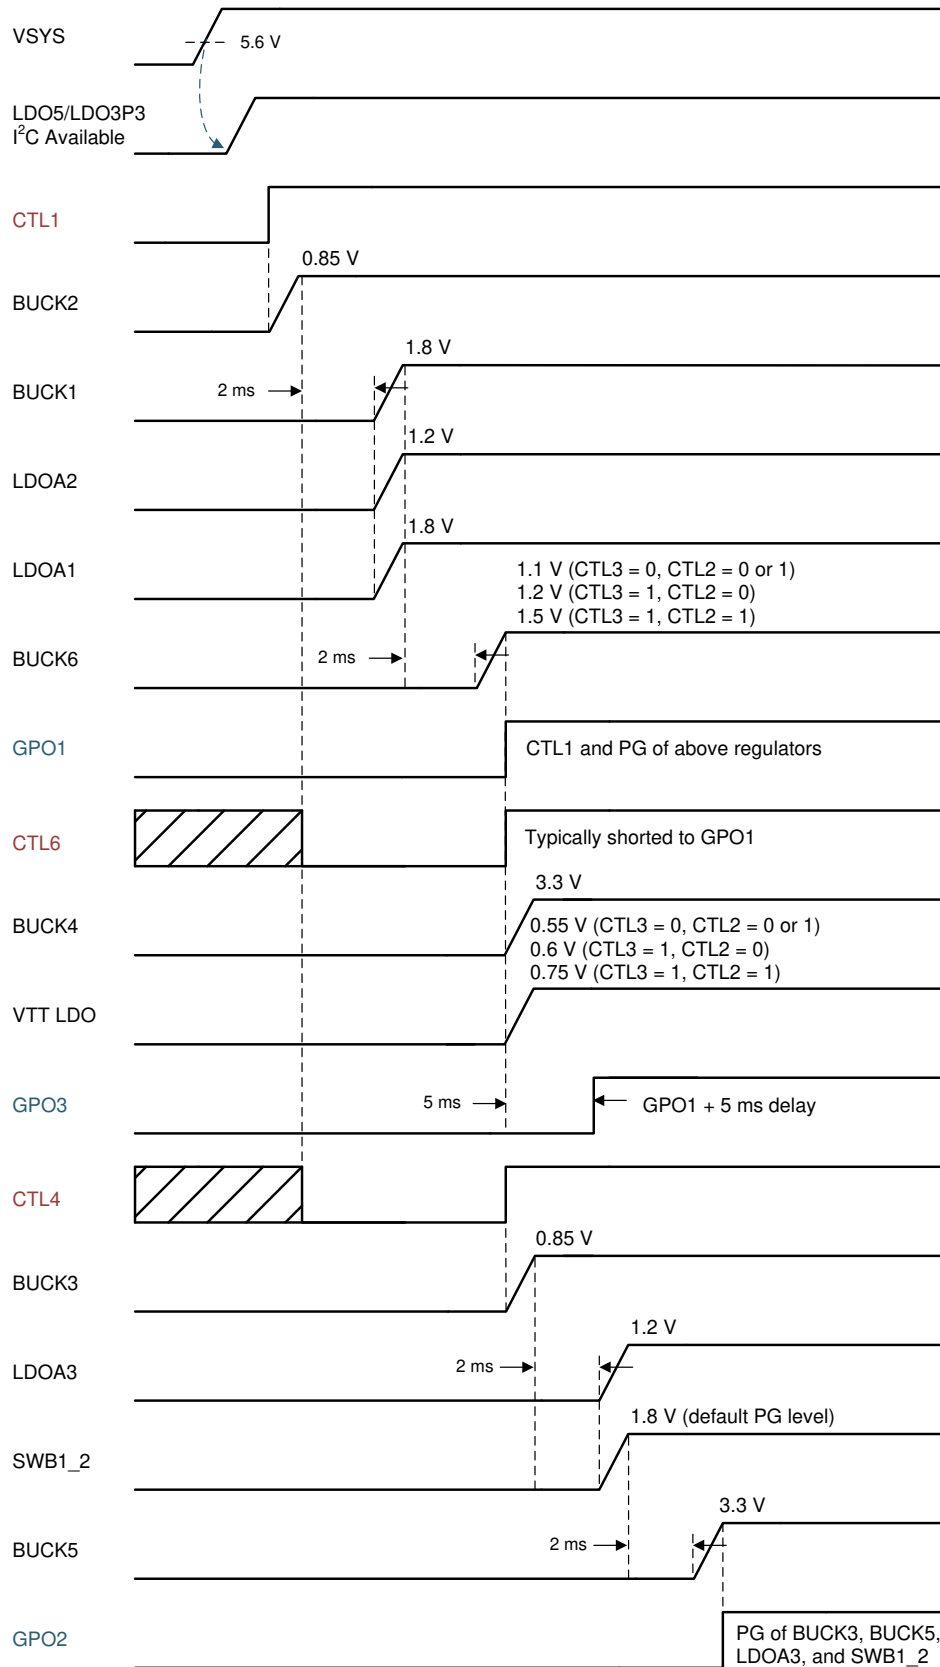 VSYS
5.6 V
LDO5/LDO3P3
I²C Available
CTL1
0.85 V
BUCK2
1.8 V
2 ms
BUCK1
1.2 V
LDOA2
1.8 V
LDOA1
1.1 V (CTL3 = 0, CTL2 = 0 or 1)
1.2 V (CTL3 = 1, CTL2 = 0)
1.5 V (CTL3 = 1, CTL2 = 1)
BUCK6
2 ms
GPO1
CTL1 and PG of above regulators
CTL6
Typically shorted to GPO1
3.3 V
BUCK4
0.55 V (CTL3 = 0, CTL2 = 0 or 1)
0.6 V (CTL3 = 1, CTL2 = 0)
0.75 V (CTL3 = 1, CTL2 = 1)
VTT LDO
GPO3
5 ms
GPO1 + 5 ms delay
CTL4
0.85 V
BUCK3
1.2 V
2 ms
LDOA3
1.8 V (default PG level)
SWB1_2
3.3 V
2 ms
BUCK5
GPO2
PG of BUCK3, BUCK5,
LDOA3, and SWB1_2